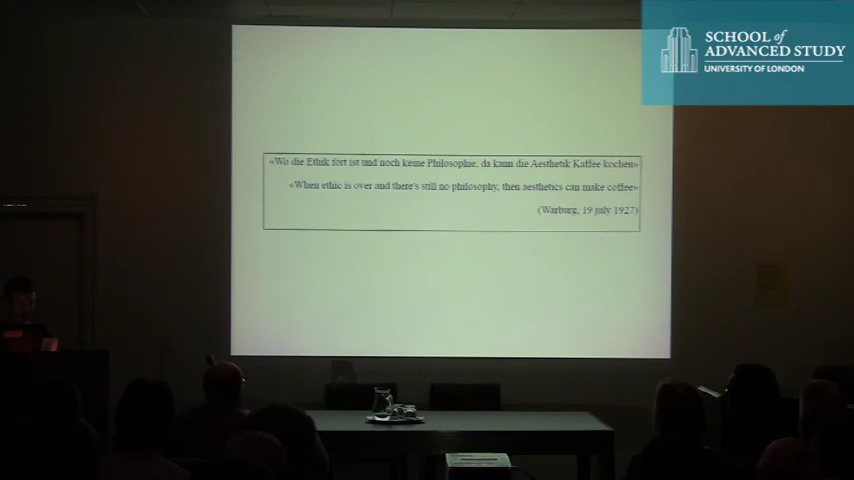 SCHOOL of
ADVANCED STUDY
UNIVERSITY OF LONDON
«Wo die Ethik fort ist und noch keine Philosophie, da kann die Aesthetik Kaffee kochen»
«When ethic is over and there's still no philosophy, then aesthetics can make coffee»
(Warburg, 19 july 1927)